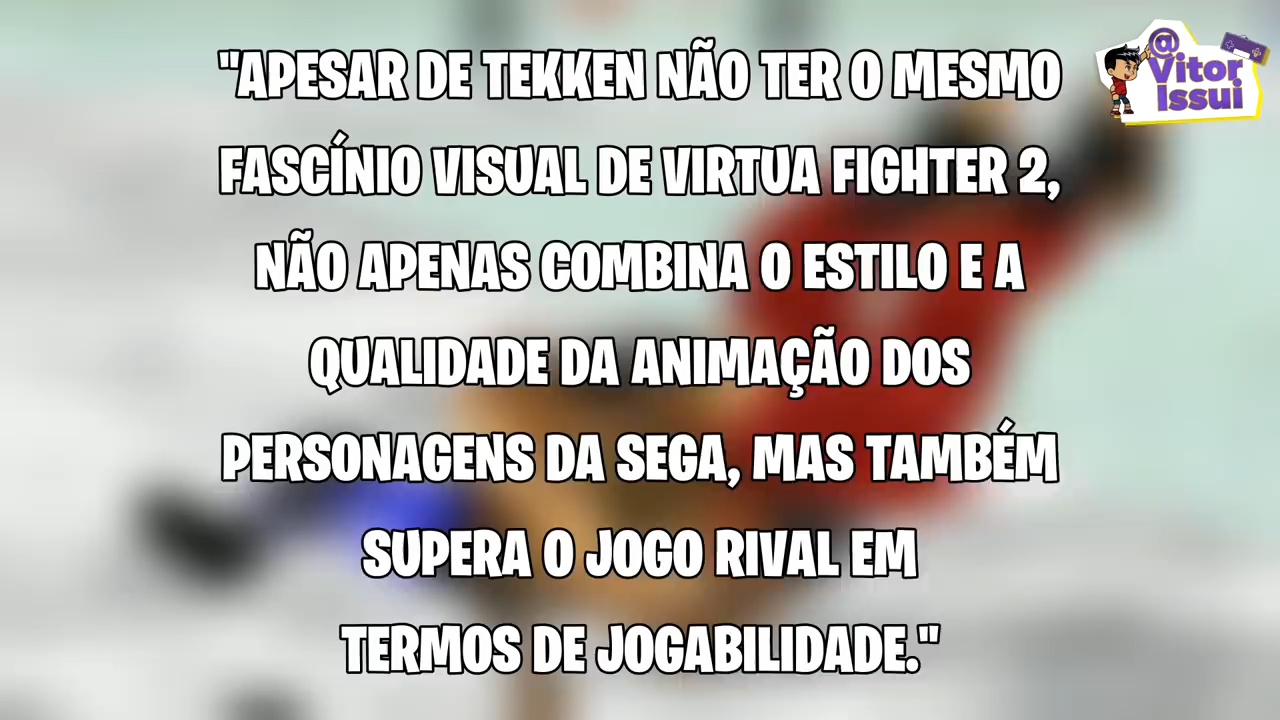 "APESAR DE TEKKEN NÃO TER O MESMO
FASCÍNIO VISUAL DE VIRTUA FIGHTER 2,
NÃO APENAS COMBINA O ESTILO E A
QUALIDADE DA ANIMAÇÃO DOS
PERSONAGENS DA SEGA, MAS TAMBÉM
SUPERA O JOGO RIVAL EM
TERMOS DE JOGABILIDADE."
@
Vitor
Issui